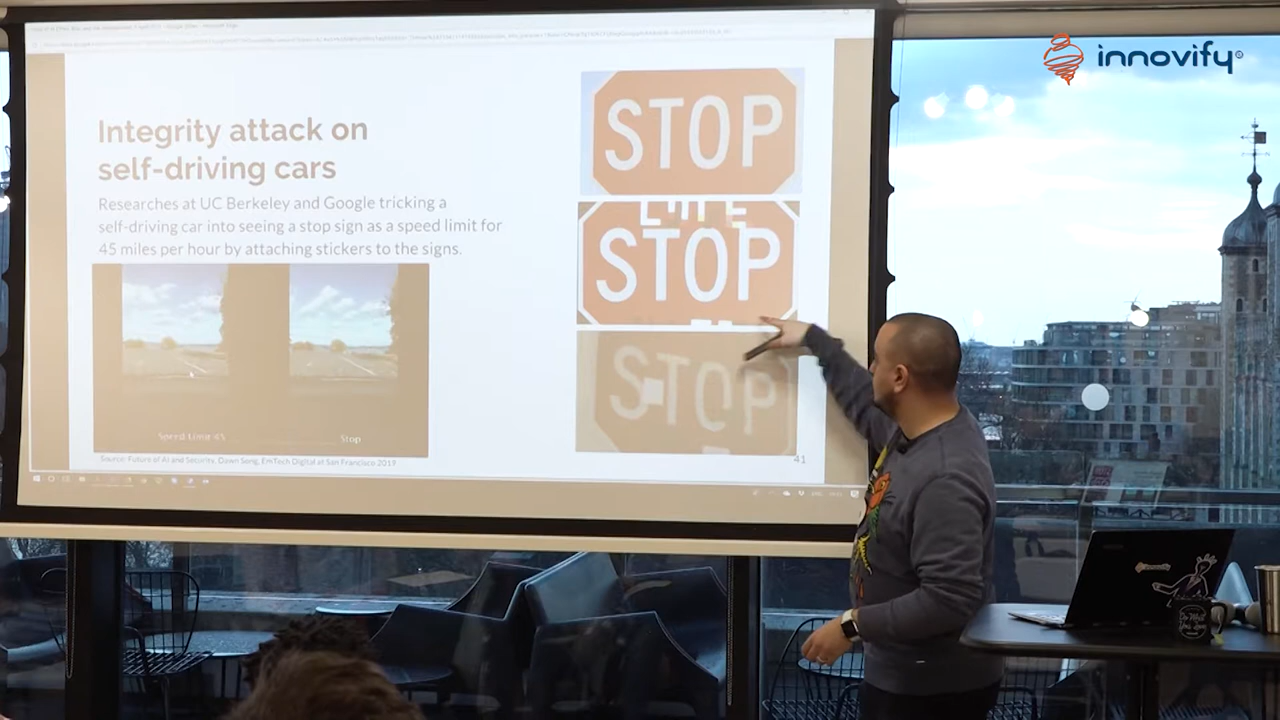 innovify
Integrity attack on
self-driving cars
Researches at UC Berkeley and Google tricking a
self-driving car into seeing a stop sign as a speed limit for
45 miles per hour by attaching stickers to the signs.
Speed Limit 45
Stop
Source: Future of AI and Security, Dawn Song, EmTech Digital at San Francisco 2019
STOP
STOP
STOP
41